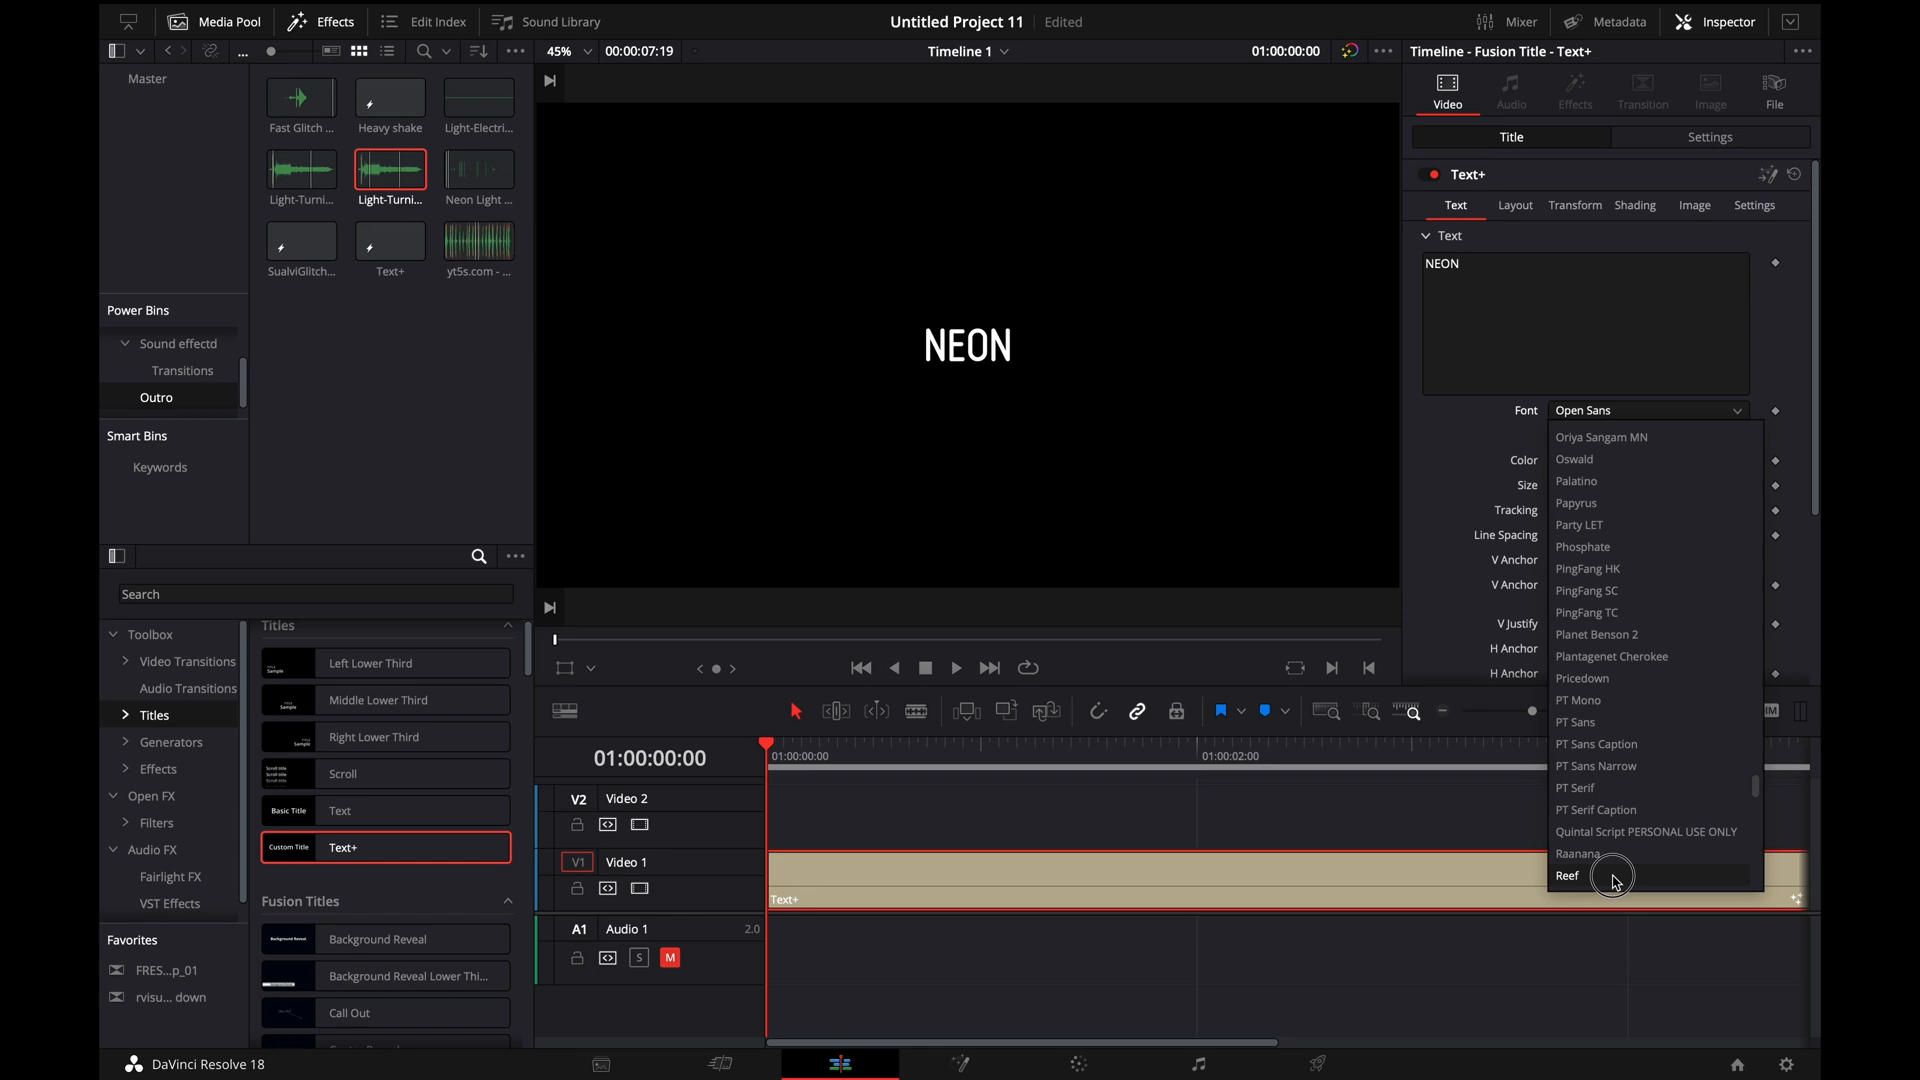 Media Pool
Effects
Edit Index
Sound Library
Untitled Project 11
Edited
Mixer
Metadata
Inspector
...
45%
00:00:07:19
Timeline 1
01:00:00:00
Timeline - Fusion Title - Text+
Master
Fast Glitch ...
Heavy shake
Light-Electri...
Light-Turni...
Light-Turni...
Neon Light ...
SualviGlitch...
Text+
yt5s.com - ...
Power Bins
Sound effectd
Transitions
Outro
Smart Bins
Keywords
NEON
Video
Audio
Effects
Transition
Image
File
Title
Settings
Text+
Text
Layout
Transform
Shading
Image
Settings
Text
NEON
Font
Open Sans
Color
Size
Tracking
Line Spacing
V Anchor
V Anchor
V Justify
H Anchor
H Anchor
Oriya Sangam MN
Oswald
Palatino
Papyrus
Party LET
Phosphate
PingFang HK
PingFang SC
PingFang TC
Planet Benson 2
Plantagenet Cherokee
Pricedown
PT Mono
PT Sans
PT Sans Caption
PT Sans Narrow
PT Serif
PT Serif Caption
Quintal Script PERSONAL USE ONLY
Raanana
Reef
Search
Toolbox
Video Transitions
Audio Transitions
Titles
Generators
Effects
Open FX
Filters
Audio FX
Fairlight FX
VST Effects
Favorites
FRES...p_01
rvisu... down
Titles
Left Lower Third
Middle Lower Third
Right Lower Third
Scroll
Basic Title
Text
Custom Title
Text+
Fusion Titles
Background Reveal
Background Reveal Lower Thi...
Call Out
01:00:00:00
01:00:00:00
01:00:02:00
V2
Video 2
V1
Video 1
Text+
A1
Audio 1
2.0
S
M
IM
DaVinci Resolve 18